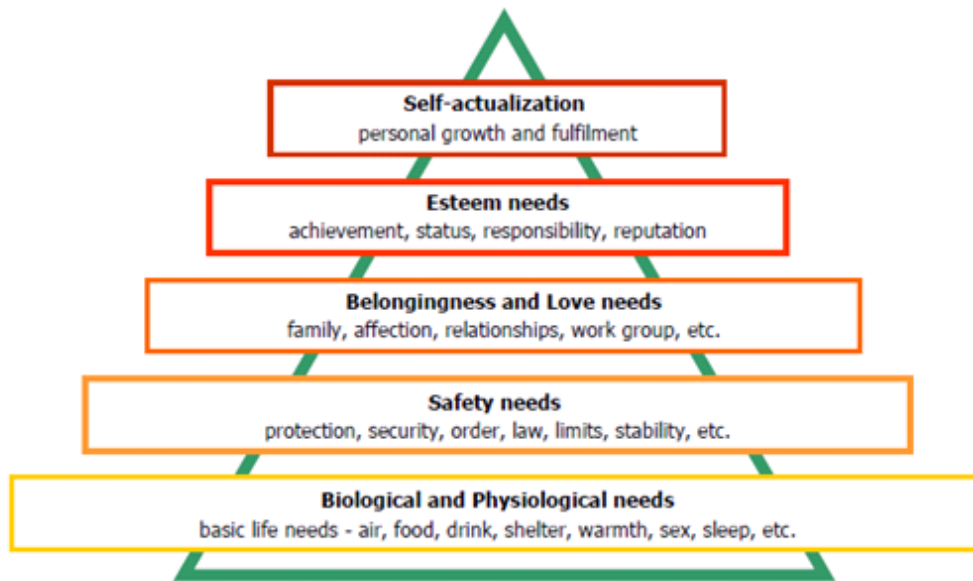 Self-actualization
personal growth and fulfilment
Esteem needs
achievement, status, responsibility, reputation
Belongingness and Love needs
family, affection, relationships, work group, etc.
Safety needs
protection, security, order, law, limits, stability, etc.
Biological and Physiological needs
basic life needs - air, food, drink, shelter, warmth, sex, sleep, etc.